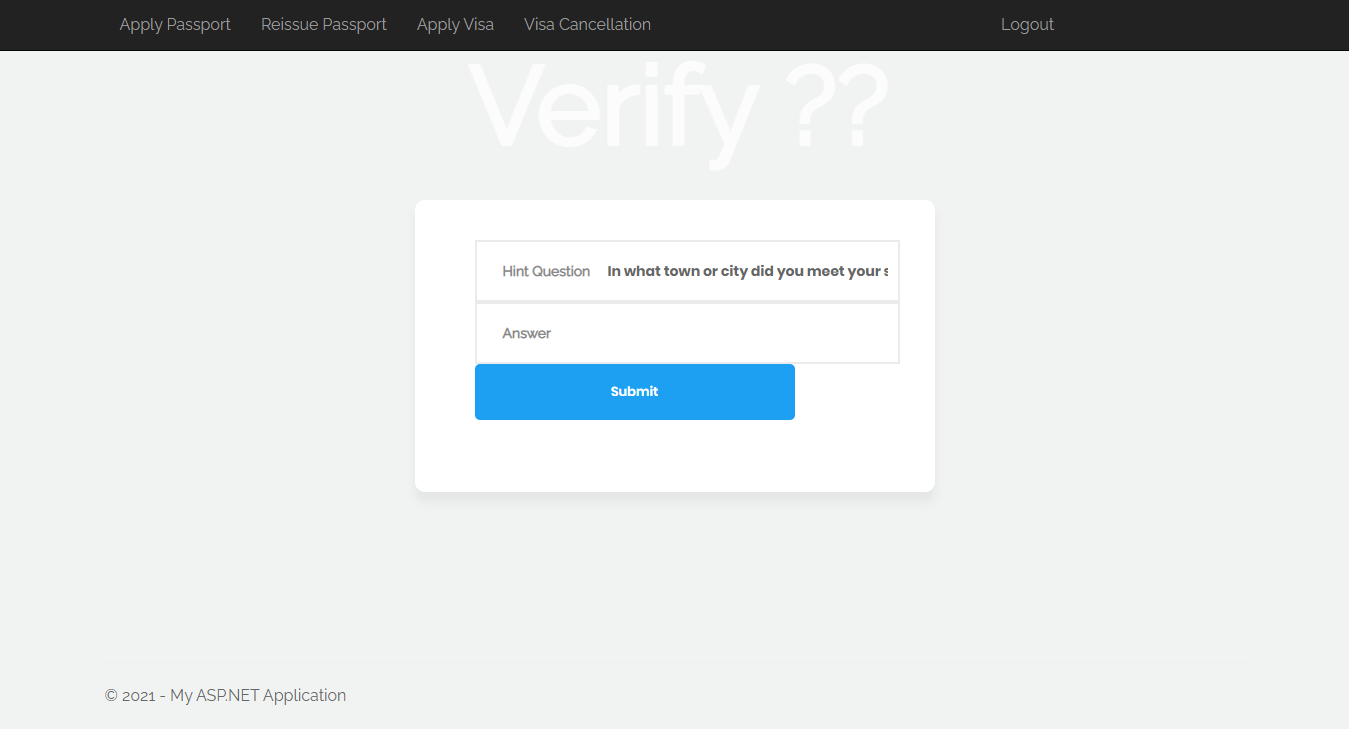 Apply Passport Reissue Passport Apply Visa Visa Cancellation Logout
Verify ??
Hint Question In what town or city did you meet your
Answer
Submit
© 2021 - My ASP.NET Application